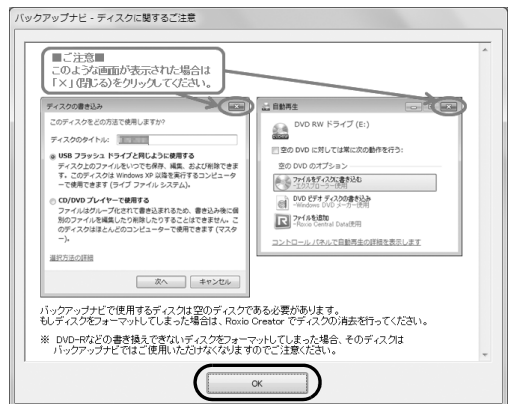 バックアップナビ - ディスクに関するご注意
■ご注意■
このような画面が表示された場合は
「×」(閉じる)をクリックしてください。
ディスクの書き込み
このディスクをどの方法で使用しますか?
ディスクのタイトル:
USB フラッシュ ドライブと同じように使用する
ディスク上のファイルをいつでも保存、編集、および削除できま
す。このディスクは Windows XP 以降を実行するコンピュータ
ーで使用できます (ライブ ファイル システム)。
CD/DVD プレイヤーで使用する
ファイルはグループ化されて書き込まれるため、書き込み後に個
別のファイルを編集したり削除したりすることはできません。こ
のディスクはほとんどのコンピューターで使用できます (マスタ
ー)。
選択方法の詳細
次へ
キャンセル
自動再生
DVD RW ドライブ (E:)
空の DVD に対しては常に次の動作を行う:
空の DVD のオプション
ファイルをディスクに書き込む
-エクスプローラー使用
DVD ビデオ ディスクの書き込み
-Windows DVD メーカー使用
ファイルを追加
-Roxio Central Data使用
コントロール パネルで自動再生の詳細を表示します
バックアップナビで使用するディスクは空のディスクである必要があります。
もしディスクをフォーマットしてしまった場合は、Roxio Creator でディスクの消去を行ってください。
※ DVD-Rなどの書き換えできないディスクをフォーマットしてしまった場合、そのディスクは
バックアップナビではご使用いただけなくなりますのでご注意ください。
OK